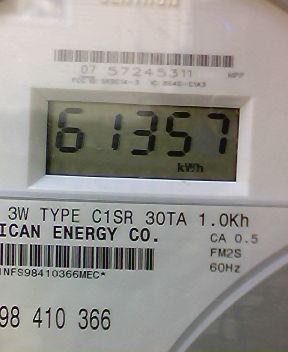 07 57245311
61357
kWh
3W TYPE C1SR 30TA 1.0Kh
ICAN ENERGY CO.
CA 0.5
FM2S
60Hz
NFS98410366MEC*
98 410 366